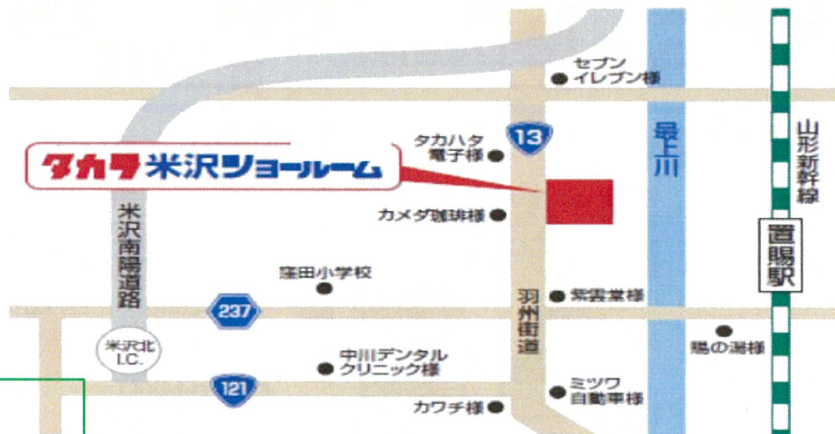 セブン
イレブン様
13
タカハタ
電子様
最上川
山形新幹線
タカラ 米沢ショールーム
カメダ珈琲様
米沢南陽道路
置賜駅
窪田小学校
羽州街道
紫雲堂様
237
賜の湯様
米沢北
I.C.
中川デンタル
クリニック様
121
ミツワ
自動車様
カワチ様